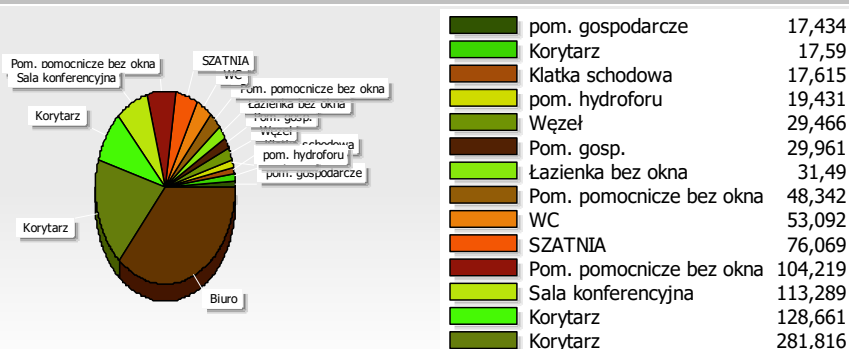 Pom. pomocnicze bez okna
Sala konferencyjna
SZATNIA
WC
Pom. pomocnicze bez okna
Łazienka bez okna
Pom. gosp.
Węzeł
Klatka schodowa
pom. hydroforu
pom. gospodarcze
Korytarz
Korytarz
Biuro
pom. gospodarcze 17,434
Korytarz 17,59
Klatka schodowa 17,615
pom. hydroforu 19,431
Węzeł 29,466
Pom. gosp. 29,961
Łazienka bez okna 31,49
Pom. pomocnicze bez okna 48,342
WC 53,092
SZATNIA 76,069
Pom. pomocnicze bez okna 104,219
Sala konferencyjna 113,289
Korytarz 128,661
Korytarz 281,816